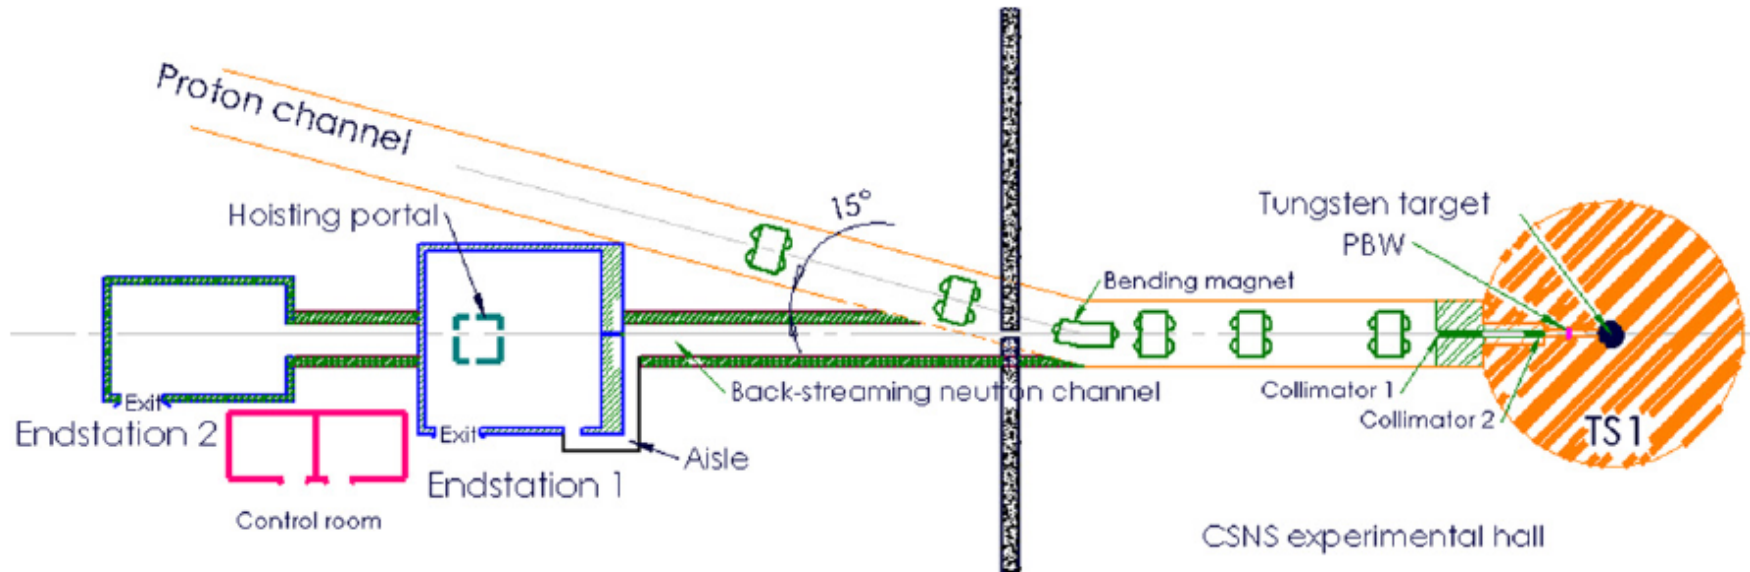 Proton channel
15°
Hoisting portal
Tungsten target
PBW
Bending magnet
Back-streaming neutron channel
Collimator 1
Collimator 2
Exit
Endstation 2
Exit
TS1
Aisle
Endstation 1
Control room
CSNS experimental hall